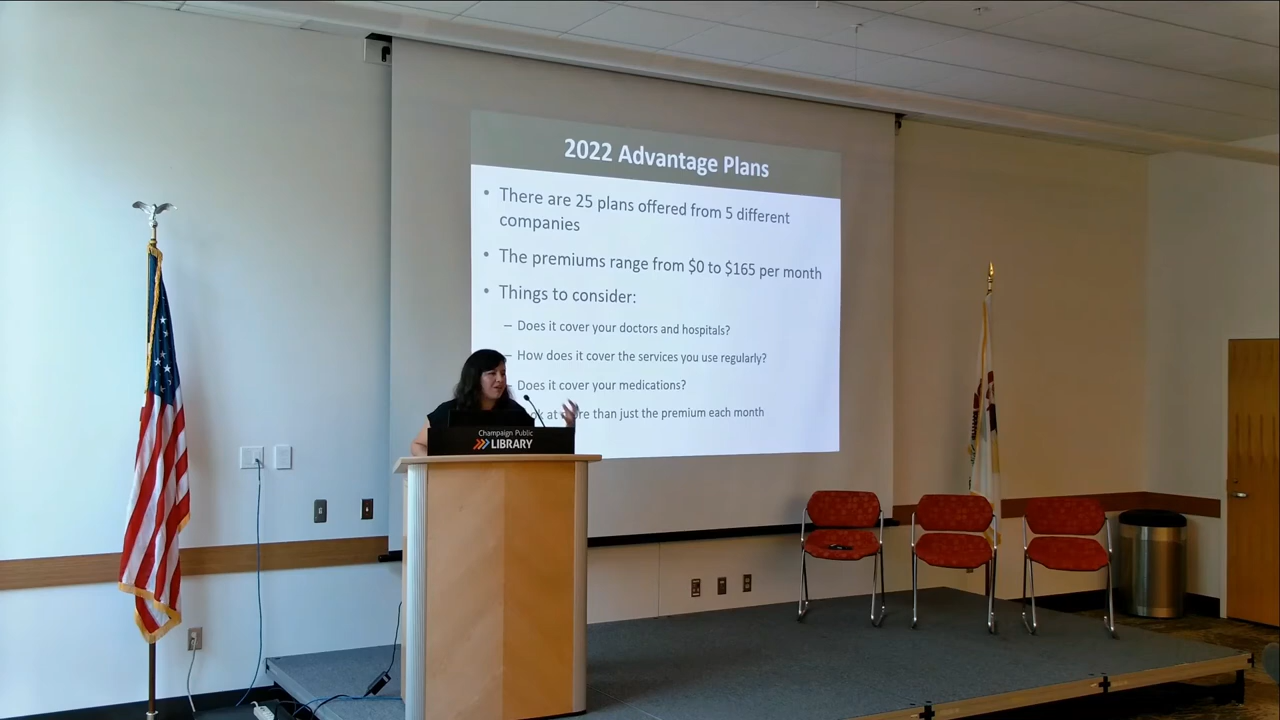 2022 Advantage Plans
• There are 25 plans offered from 5 different
companies
• The premiums range from $0 to $165 per month
• Things to consider:
– Does it cover your doctors and hospitals?
– How does it cover the services you use regularly?
– Does it cover your medications?
at more than just the premium each month
Champaign Public
LIBRARY